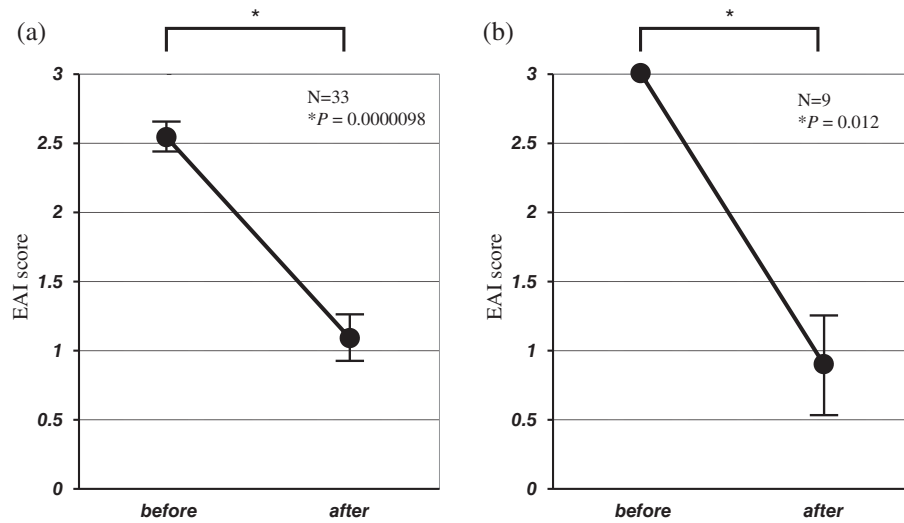 (a)
*
3
2.5
2
1.5
1
0.5
0
EAI score
N=33
*P = 0.0000098
before after
(b)
*
3
2.5
2
1.5
1
0.5
0
EAI score
N=9
*P = 0.012
before after